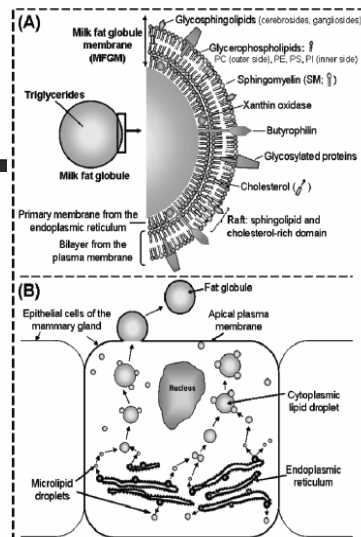 (A)
Glycosphingolipids (cerebrosides, gangliosides)
Milk fat globule
membrane
(MFGM)
Glycerophospholipids:
PC (outer side), PE, PS, PI (inner side)
Sphingomyelin (SM; )
Xanthin oxidase
Triglycerides
Butyrophilin
Glycosylated proteins
Milk fat globule
Cholesterol ( )
Primary membrane from the
endoplasmic reticulum
Raft: sphingolipid and
cholesterol-rich domain
Bilayer from the
plasma membrane
(B)
Fat globule
Epithelial cells of the
mammary gland
Apical plasma
membrane
Nucleus
Cytoplasmic
lipid droplet
Microlipid
droplets
Endoplasmic
reticulum